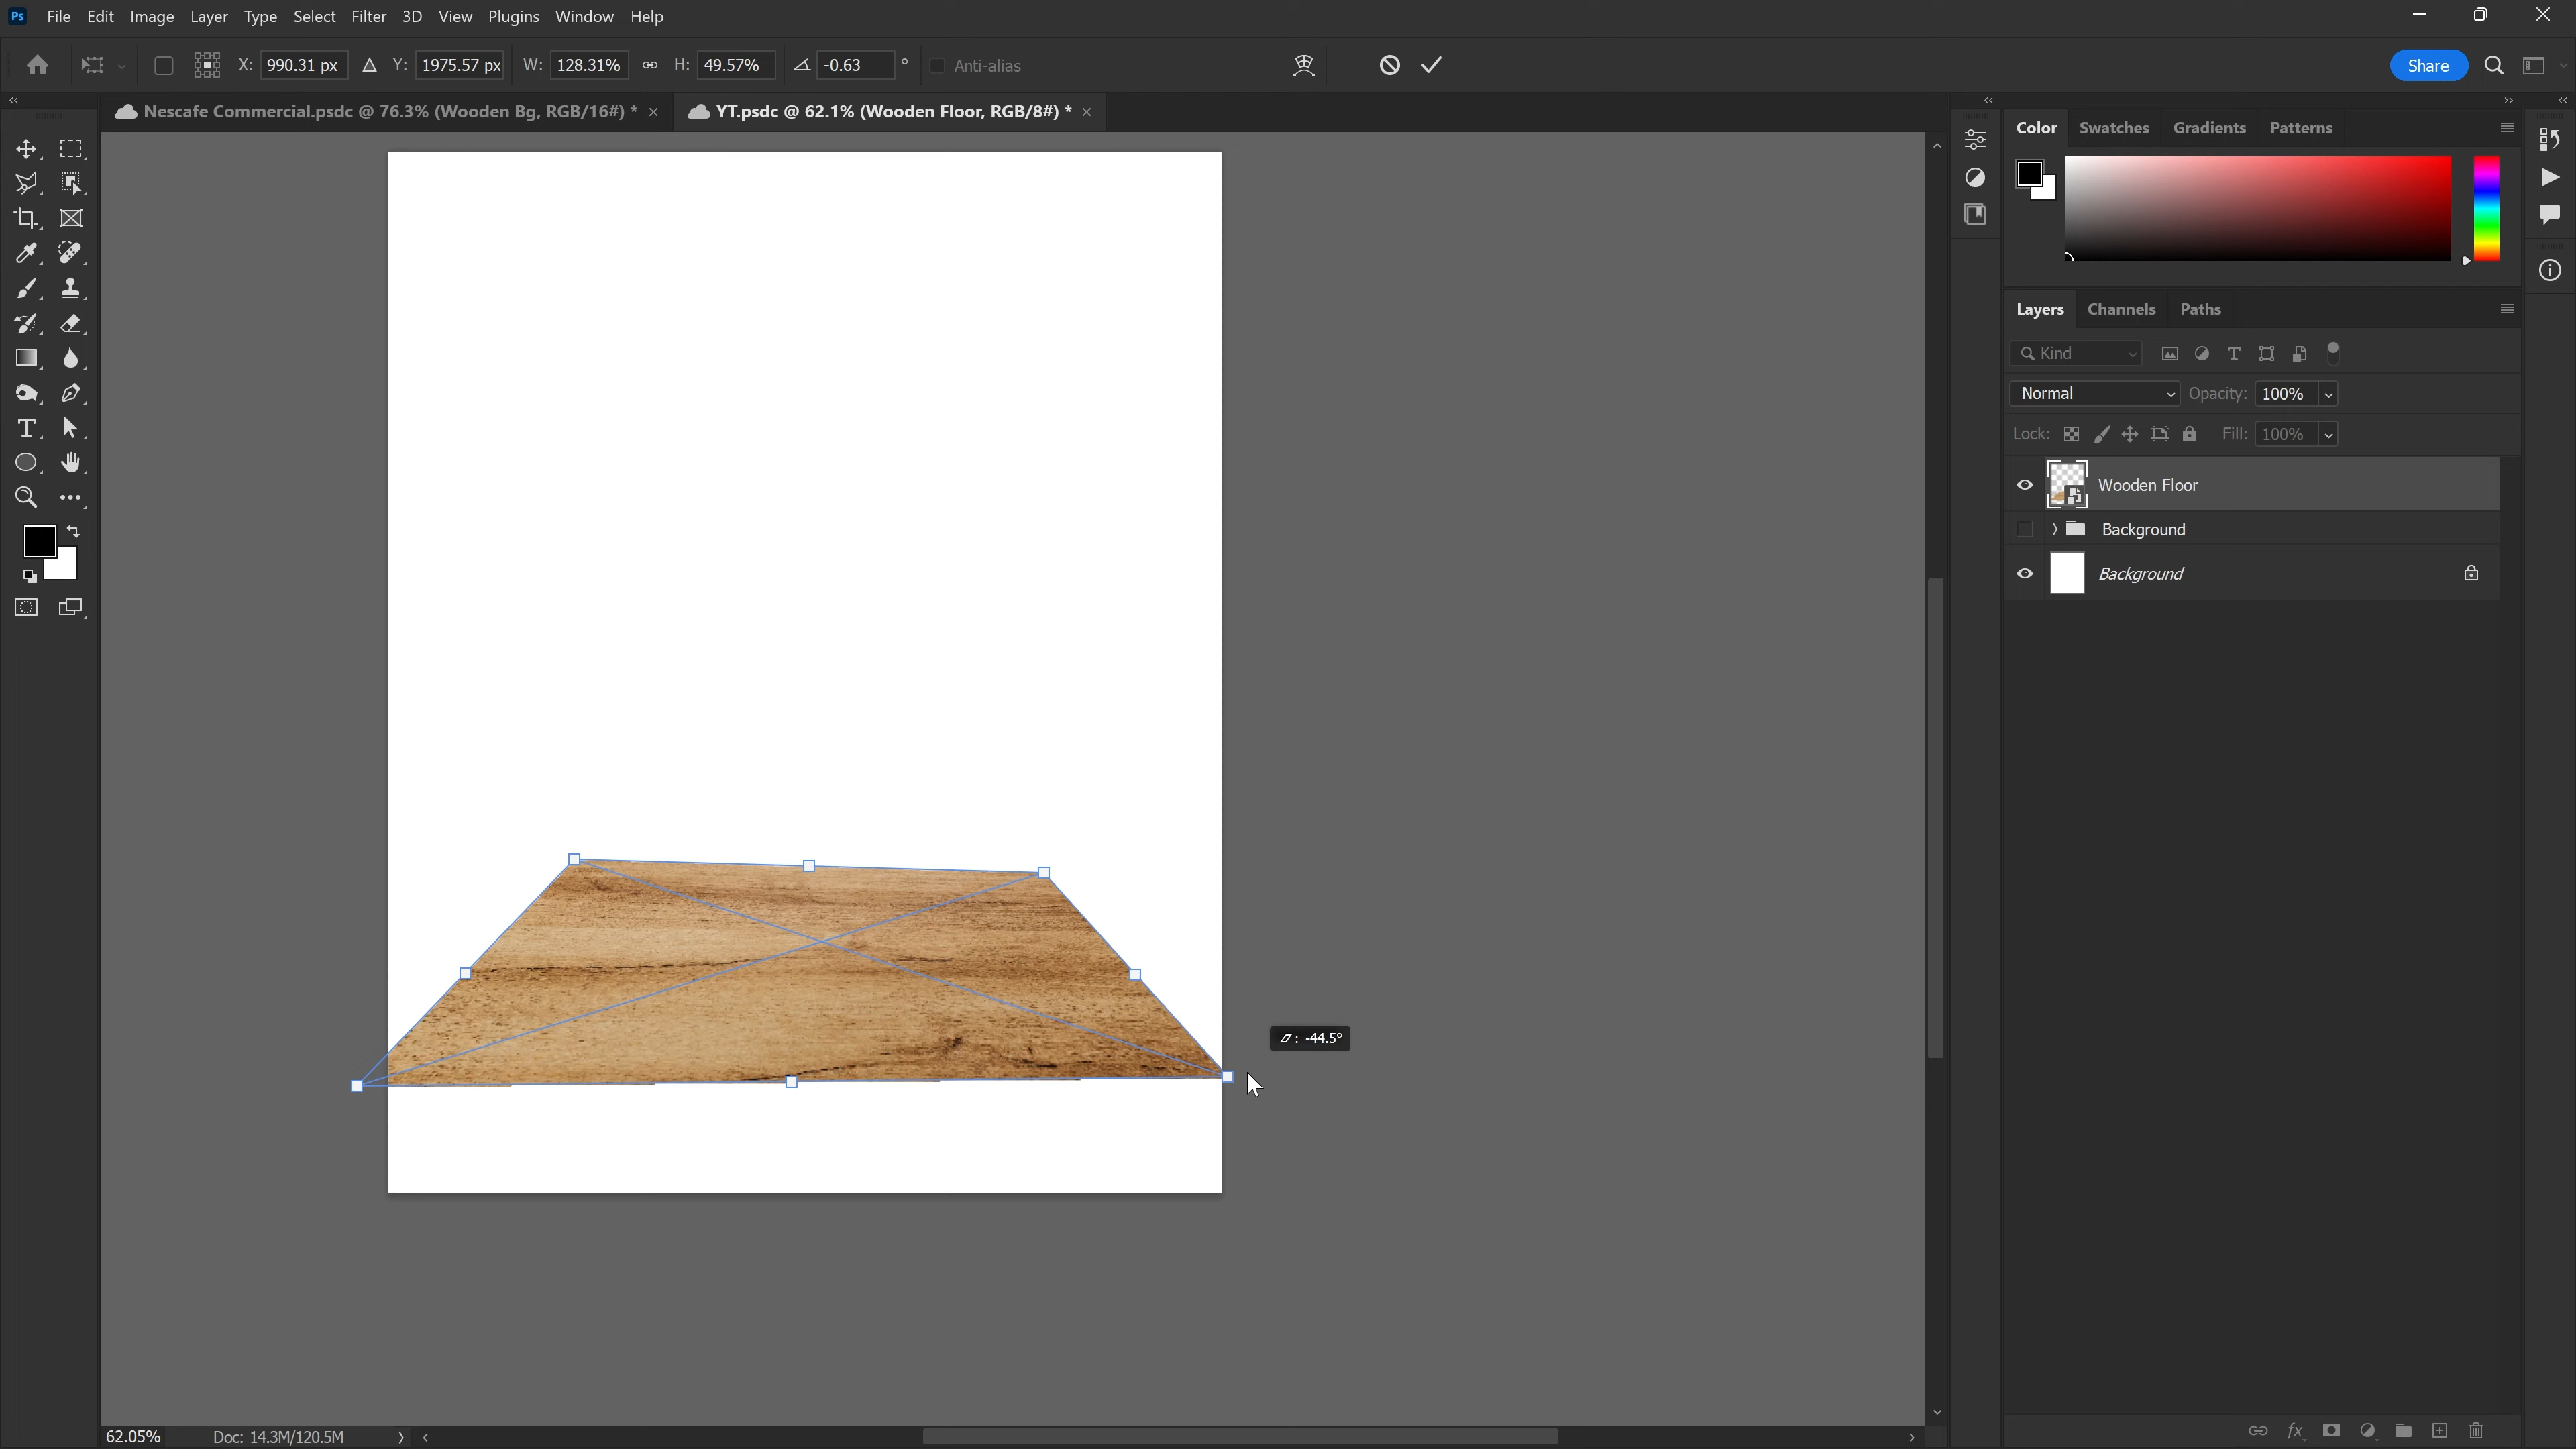 Ps File Edit Image Layer Type Select Filter 3D View Plugins Window Help
X: 990.31 px Y: 1975.57 px W: 128.31% H: 49.57% -0.63 ° Anti-alias Share
Nescafe Commercial.psdc @ 76.3% (Wooden Bg, RGB/16#) * × YT.psdc @ 62.1% (Wooden Floor, RGB/8#) * ×
Color Swatches Gradients Patterns
Layers Channels Paths
Kind
Normal Opacity: 100%
Lock: Fill: 100%
Wooden Floor
Background
Background
: -44.5°
62.05% Doc: 14.3M/120.5M